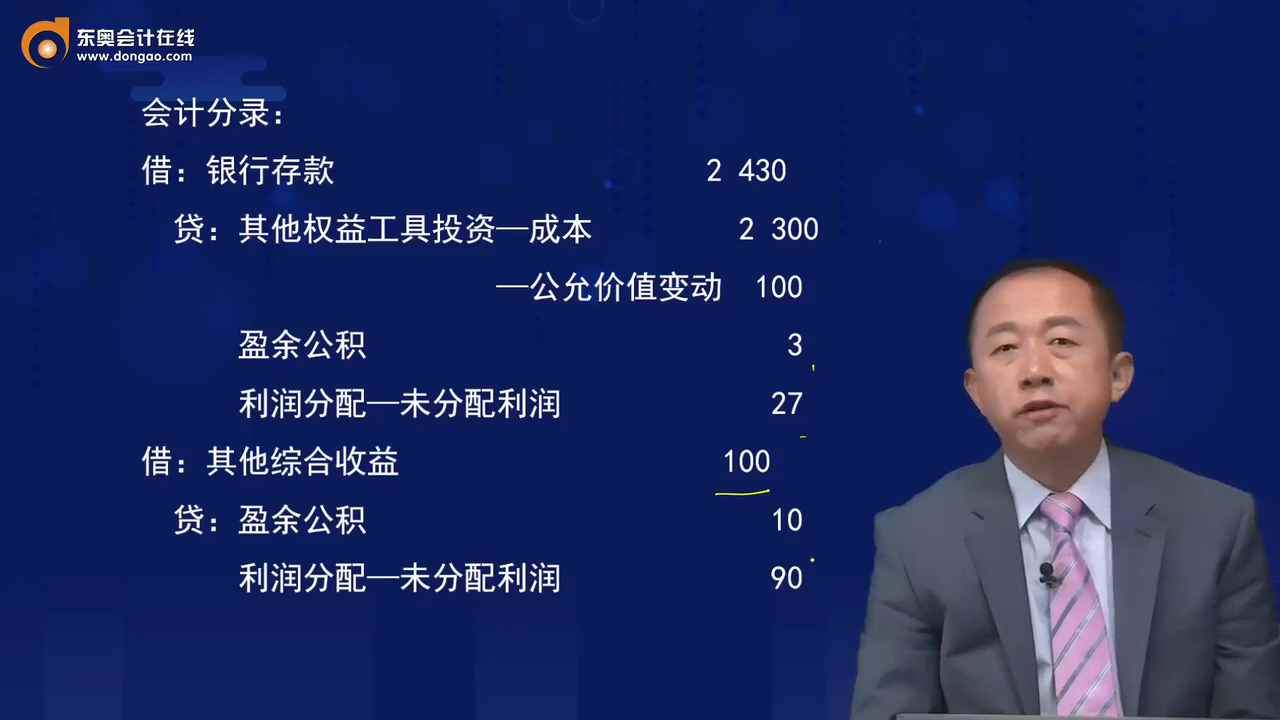 东奥会计在线
www.dongao.com
会计分录：
借：银行存款 2 430
贷：其他权益工具投资—成本 2 300
—公允价值变动 100
盈余公积 3
利润分配—未分配利润 27
借：其他综合收益 100
贷：盈余公积 10
利润分配—未分配利润 90